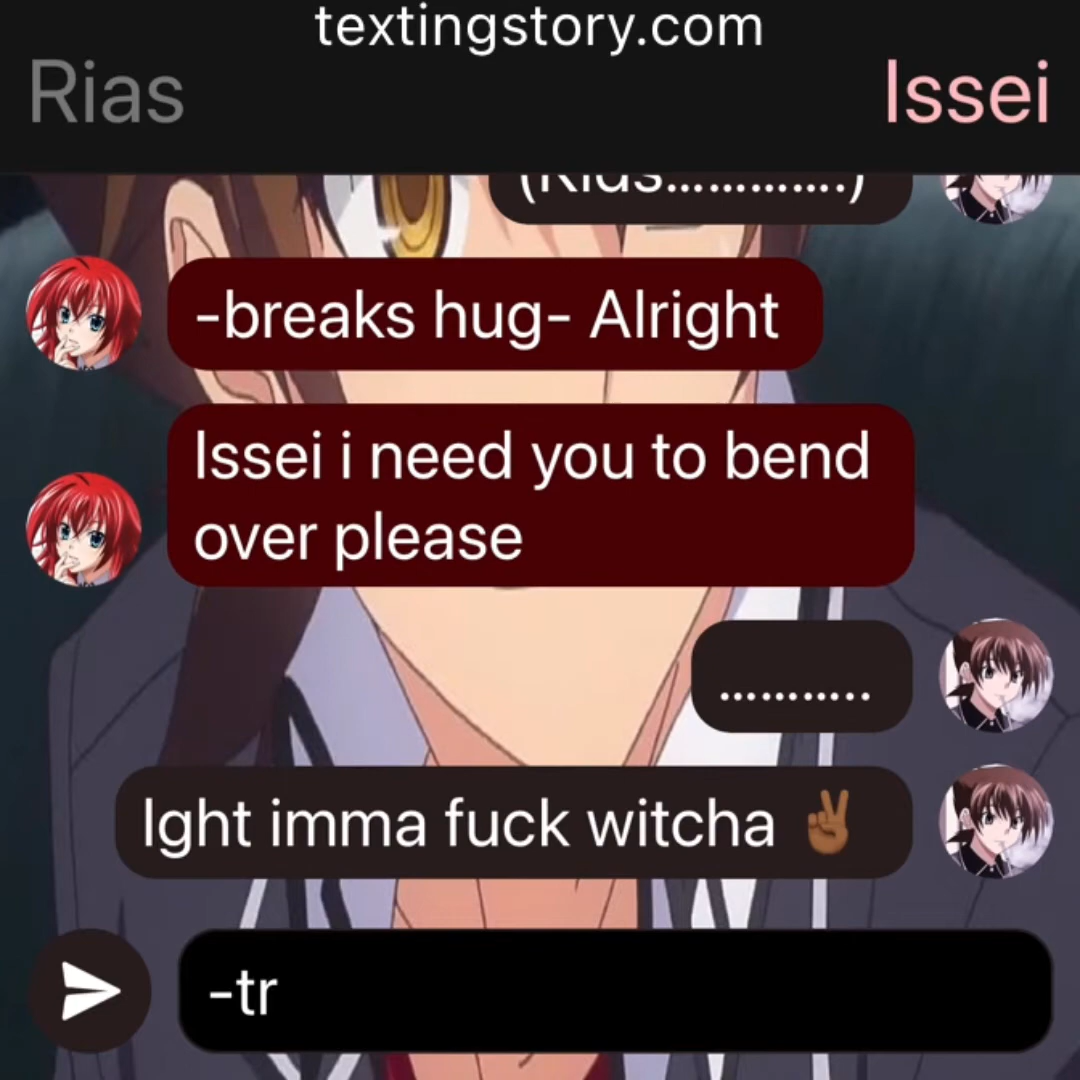 textingstory.com
Rias
Issei
(Kids.............)
-breaks hug- Alright
Issei i need you to bend
over please
...........
Ight imma fuck witcha ✌🏾
-tr